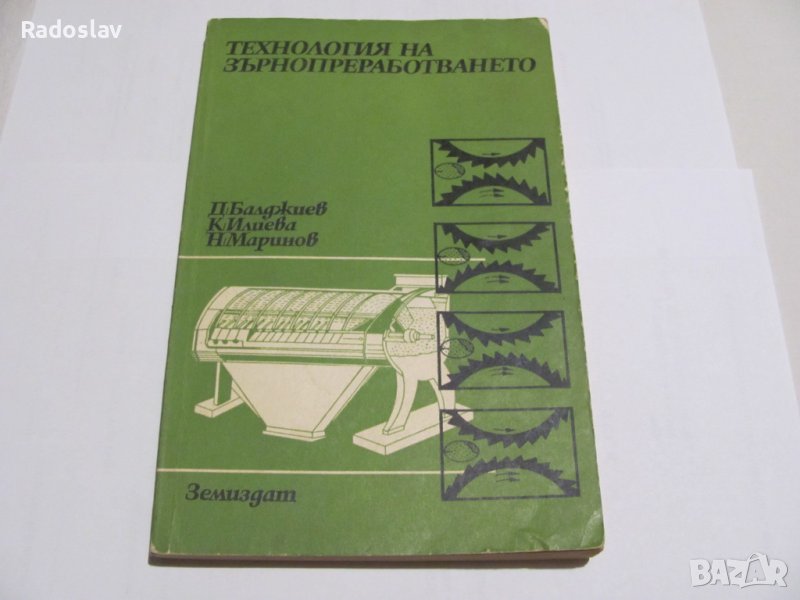 Radoslav
ТЕХНОЛОГИЯ НА
ЗЪРНОПРЕРАБОТВАНЕТО
Ц. Балджиев
К. Илиева
Н. Маринов
Земиздат
BAZAR